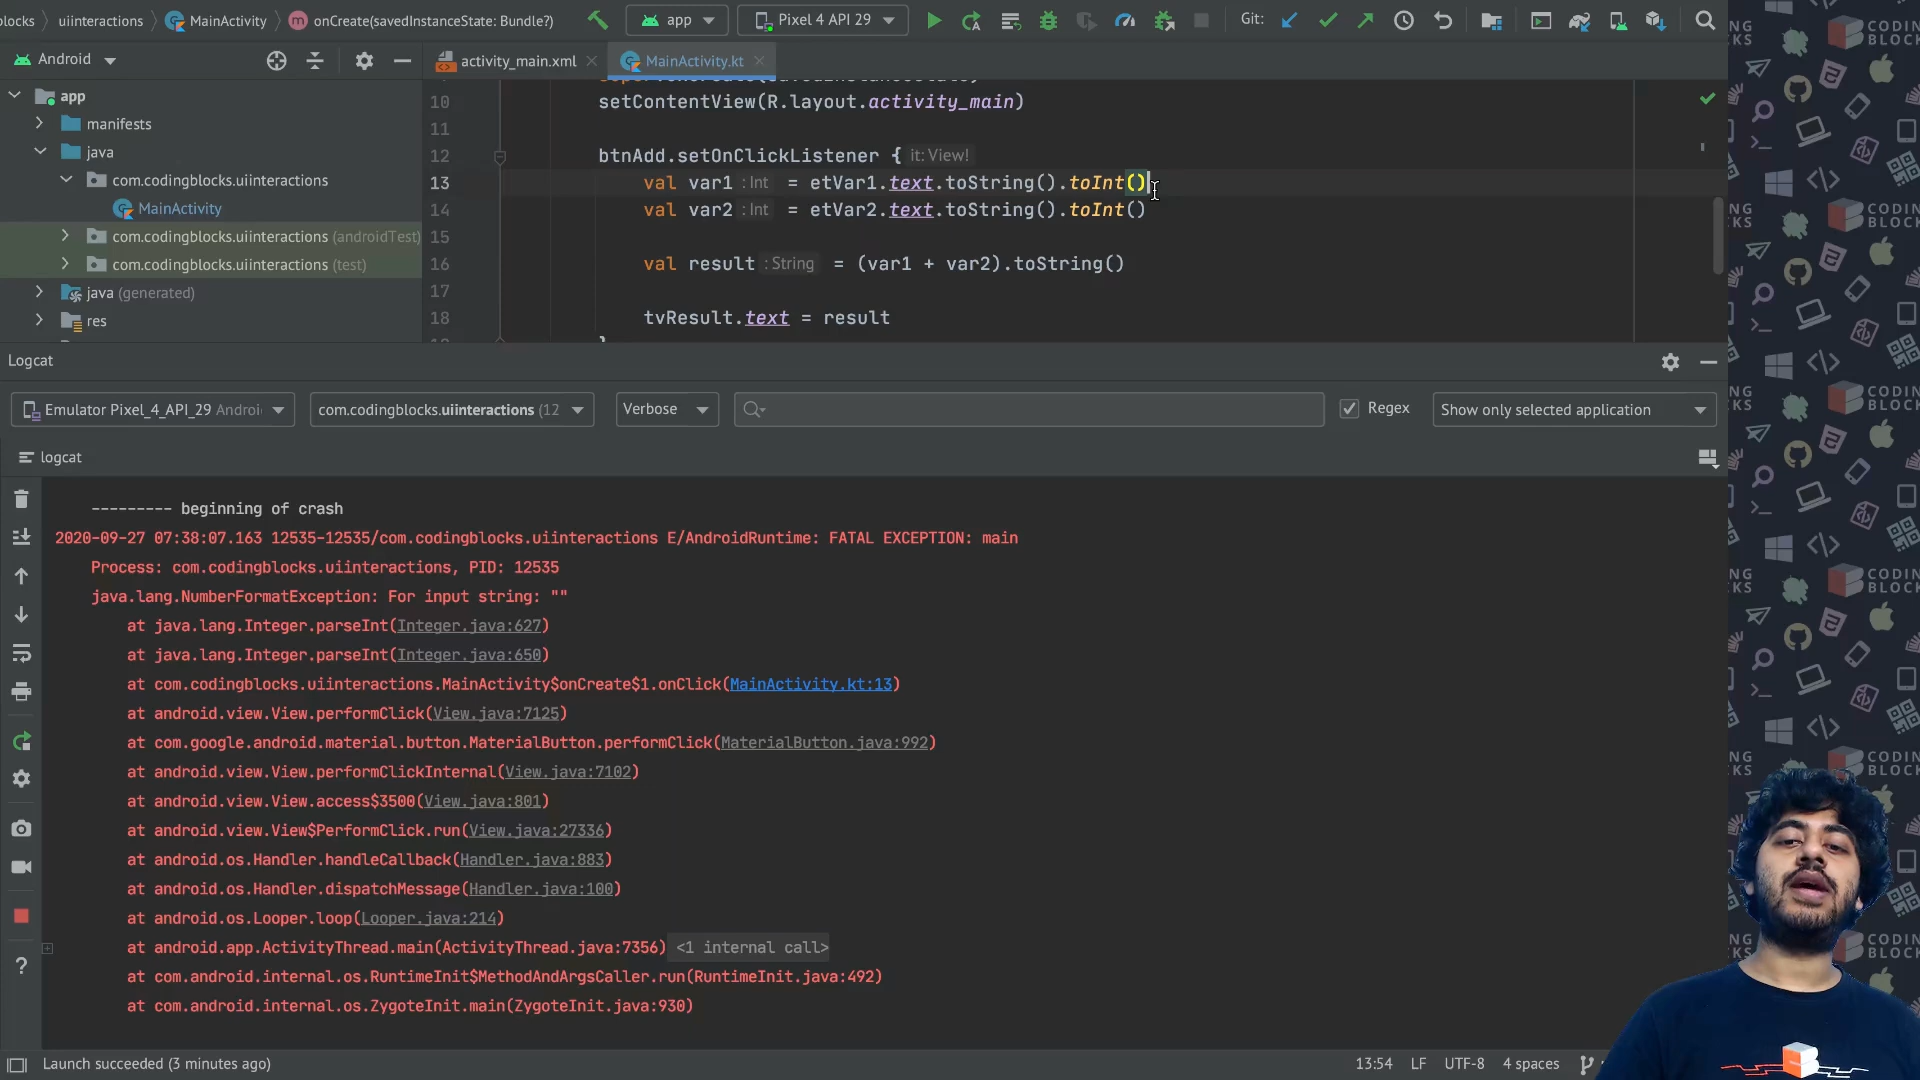 locks
uiinteractions
MainActivity
onCreate(savedInstanceState: Bundle?)
app
Pixel 4 API 29
Git:
Android
activity_main.xml
MainActivity.kt
app
manifests
java
com.codingblocks.uiinteractions
MainActivity
com.codingblocks.uiinteractions (androidTest)
com.codingblocks.uiinteractions (test)
java (generated)
res
10 setContentView(R.layout.activity_main)
11
12 btnAdd.setOnClickListener { it: View!
13 val var1 : Int = etVar1.text.toString().toInt()
14 val var2 : Int = etVar2.text.toString().toInt()
15
16 val result : String = (var1 + var2).toString()
17
18 tvResult.text = result
Logcat
Emulator Pixel_4_API_29 Androi
com.codingblocks.uiinteractions (12
Verbose
Regex
Show only selected application
logcat
--------- beginning of crash
2020-09-27 07:38:07.163 12535-12535/com.codingblocks.uiinteractions E/AndroidRuntime: FATAL EXCEPTION: main
Process: com.codingblocks.uiinteractions, PID: 12535
java.lang.NumberFormatException: For input string: ""
at java.lang.Integer.parseInt(Integer.java:627)
at java.lang.Integer.parseInt(Integer.java:650)
at com.codingblocks.uiinteractions.MainActivity$onCreate$1.onClick(MainActivity.kt:13)
at android.view.View.performClick(View.java:7125)
at com.google.android.material.button.MaterialButton.performClick(MaterialButton.java:992)
at android.view.View.performClickInternal(View.java:7102)
at android.view.View.access$3500(View.java:801)
at android.view.View$PerformClick.run(View.java:27336)
at android.os.Handler.handleCallback(Handler.java:883)
at android.os.Handler.dispatchMessage(Handler.java:100)
at android.os.Looper.loop(Looper.java:214)
at android.app.ActivityThread.main(ActivityThread.java:7356) <1 internal call>
at com.android.internal.os.RuntimeInit$MethodAndArgsCaller.run(RuntimeInit.java:492)
at com.android.internal.os.ZygoteInit.main(ZygoteInit.java:930)
Launch succeeded (3 minutes ago)
13:54 LF UTF-8 4 spaces